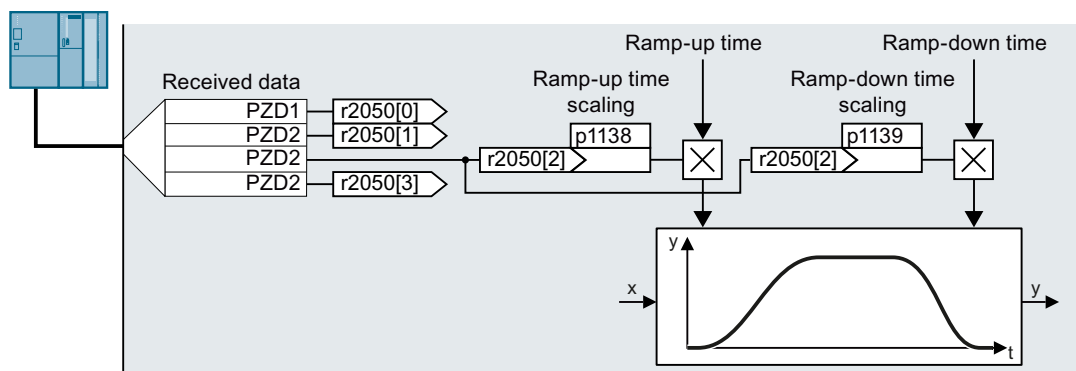 Ramp-up time
Ramp-down time
Received data
Ramp-up time
scaling
Ramp-down time
scaling
PZD1
r2050[0]
PZD2
r2050[1]
p1138
p1139
PZD2
r2050[2]
r2050[2]
PZD2
r2050[3]
y
x
y
t